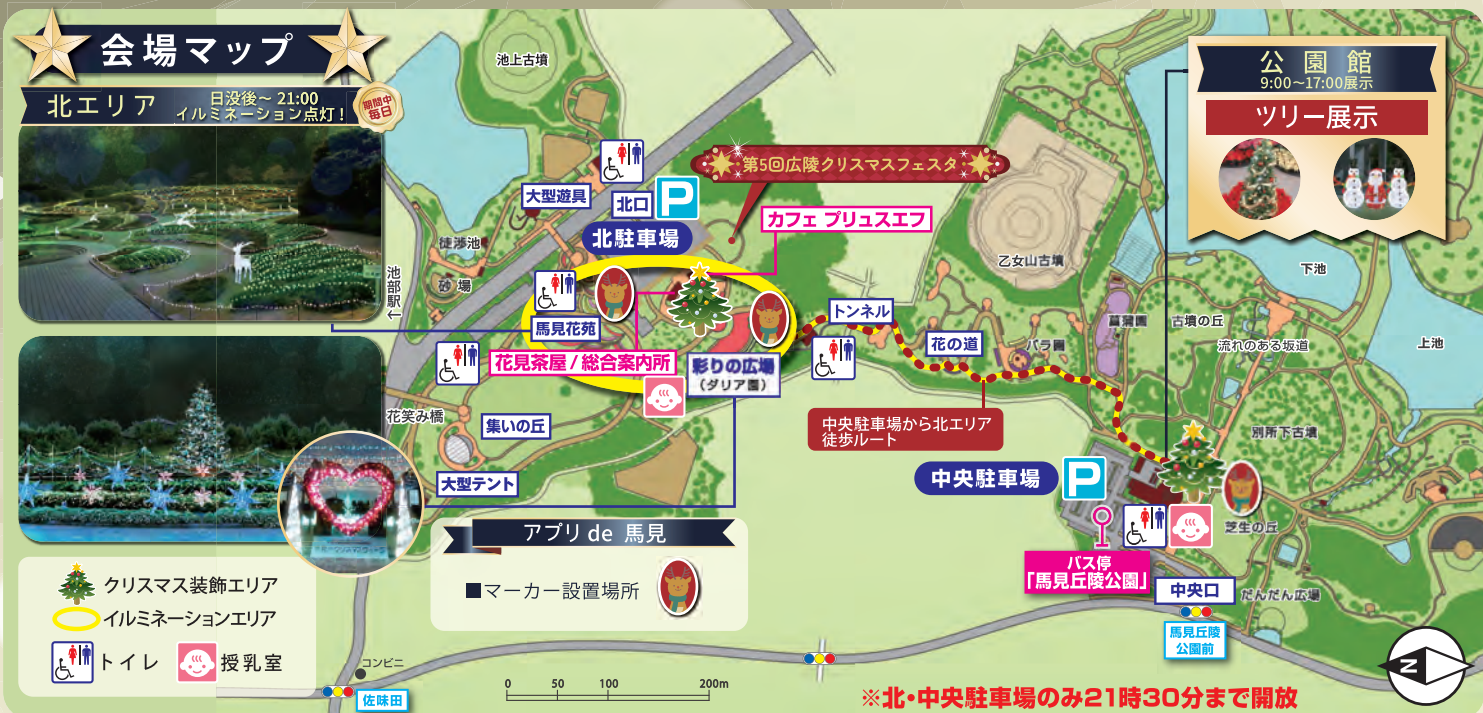 会場マップ
北エリア
日没後～21:00
イルミネーション点灯！
期間中
毎日
池上古墳
公園館
9:00～17:00展示
ツリー展示
第5回広陵クリスマスフェスタ
大型遊具
北口
P
北駐車場
カフェ プリュスエフ
徒渉池
砂場
池部駅←
馬見花苑
花見茶屋/総合案内所
彩りの広場
（ダリア園）
トンネル
花の道
バラ園
乙女山古墳
菖蒲園
古墳の丘
流れのある坂道
下池
上池
花笑み橋
集いの丘
大型テント
中央駐車場から北エリア
徒歩ルート
中央駐車場
P
別所下古墳
芝生の丘
バス停
「馬見丘陵公園」
中央口
だんだん広場
馬見丘陵
公園前
アプリ de 馬見
■マーカー設置場所
クリスマス装飾エリア
イルミネーションエリア
トイレ
授乳室
コンビニ
佐味田
0 50 100 200m
※北・中央駐車場のみ21時30分まで開放
N